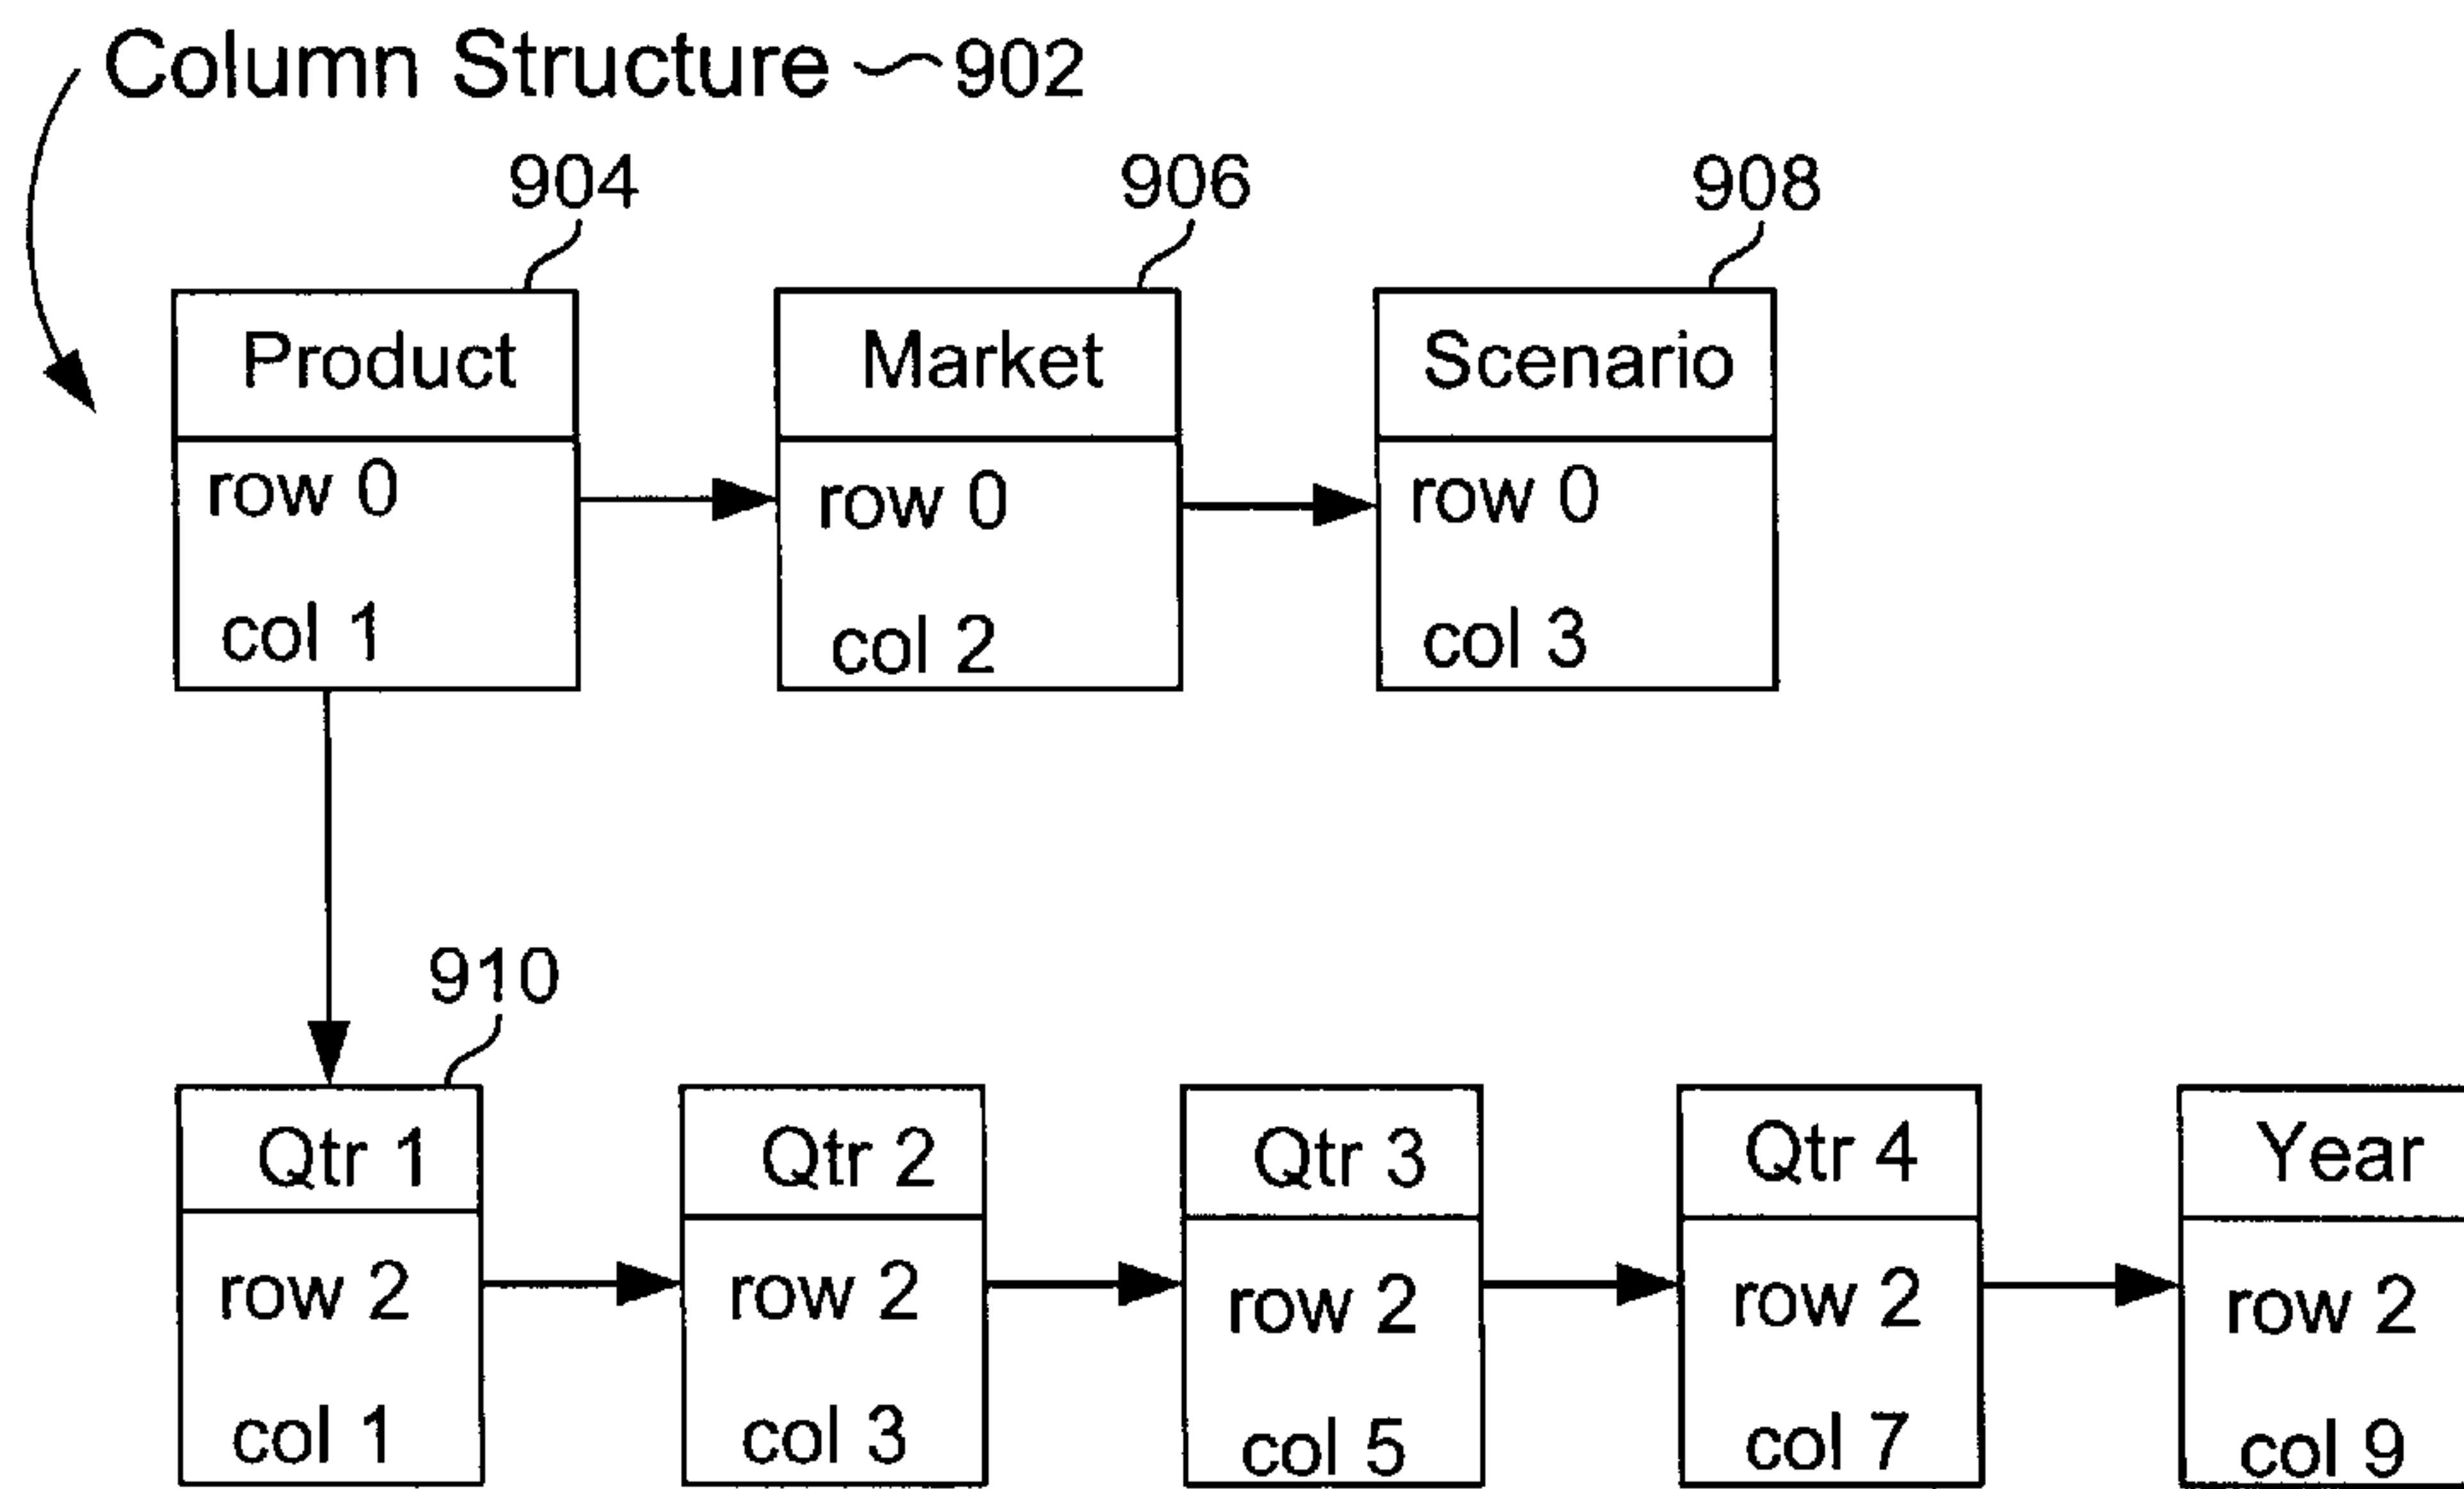 Column Structure 902
904
906
908
Product
row 0
col 1
Market
row 0
col 2
Scenario
row 0
col 3
910
Qtr 1
row 2
col 1
Qtr 2
row 2
col 3
Qtr 3
row 2
col 5
Qtr 4
row 2
col 7
Year
row 2
col 9